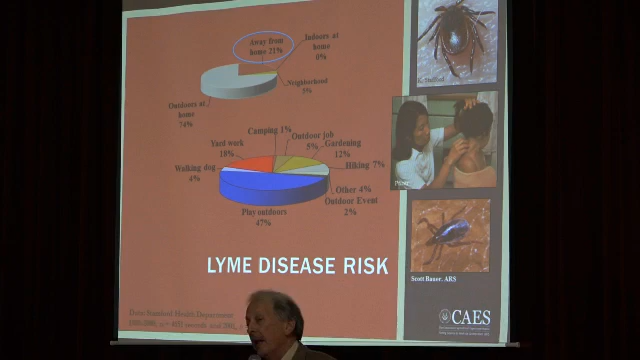 Away from
home 21%
Indoors at
home
0%
Neighborhood
5%
Outdoors at
home
74%
Camping 1%
Outdoor job
5%
Yard work
18%
Gardening
12%
Walking dog
4%
Hiking 7%
Other 4%
Outdoor Event
2%
Play outdoors
47%
LYME DISEASE RISK
Pfizer
Scott Bauer, ARS
CAES